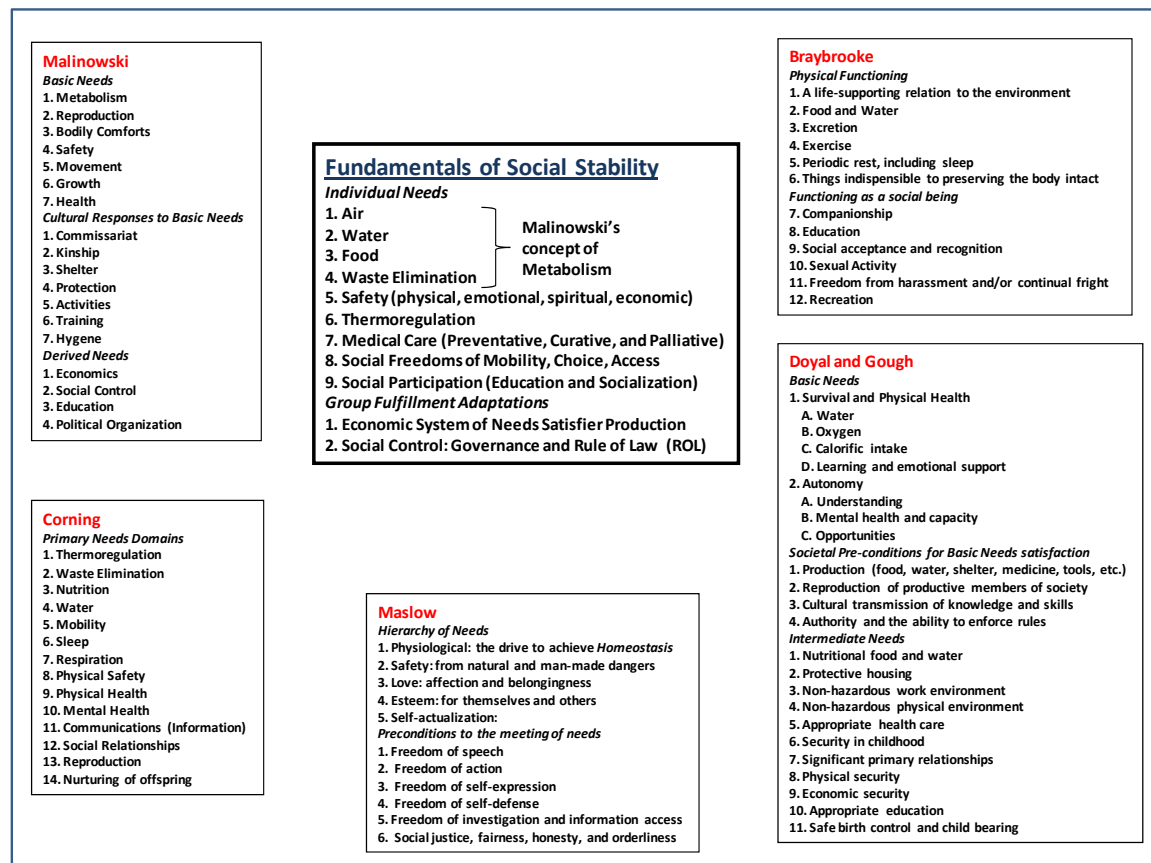 Malinowski
Basic Needs
1. Metabolism
2. Reproduction
3. Bodily Comforts
4. Safety
5. Movement
6. Growth
7. Health
Cultural Responses to Basic Needs
1. Commissariat
2. Kinship
3. Shelter
4. Protection
5. Activities
6. Training
7. Hygene
Derived Needs
1. Economics
2. Social Control
3. Education
4. Political Organization
Corning
Primary Needs Domains
1. Thermoregulation
2. Waste Elimination
3. Nutrition
4. Water
5. Mobility
6. Sleep
7. Respiration
8. Physical Safety
9. Physical Health
10. Mental Health
11. Communications (Information)
12. Social Relationships
13. Reproduction
14. Nurturing of offspring
Fundamentals of Social Stability
Individual Needs
1. Air
2. Water
3. Food
4. Waste Elimination
Malinowski's
concept of
Metabolism
5. Safety (physical, emotional, spiritual, economic)
6. Thermoregulation
7. Medical Care (Preventative, Curative, and Palliative)
8. Social Freedoms of Mobility, Choice, Access
9. Social Participation (Education and Socialization)
Group Fulfillment Adaptations
1. Economic System of Needs Satisfier Production
2. Social Control: Governance and Rule of Law (ROL)
Maslow
Hierarchy of Needs
1. Physiological: the drive to achieve Homeostasis
2. Safety: from natural and man-made dangers
3. Love: affection and belongingness
4. Esteem: for themselves and others
5. Self-actualization:
Preconditions to the meeting of needs
1. Freedom of speech
2. Freedom of action
3. Freedom of self-expression
4. Freedom of self-defense
5. Freedom of investigation and information access
6. Social justice, fairness, honesty, and orderliness
Braybrooke
Physical Functioning
1. A life-supporting relation to the environment
2. Food and Water
3. Excretion
4. Exercise
5. Periodic rest, including sleep
6. Things indispensible to preserving the body intact
Functioning as a social being
7. Companionship
8. Education
9. Social acceptance and recognition
10. Sexual Activity
11. Freedom from harassment and/or continual fright
12. Recreation
Doyal and Gough
Basic Needs
1. Survival and Physical Health
A. Water
B. Oxygen
C. Calorific intake
D. Learning and emotional support
2. Autonomy
A. Understanding
B. Mental health and capacity
C. Opportunities
Societal Pre-conditions for Basic Needs satisfaction
1. Production (food, water, shelter, medicine, tools, etc.)
2. Reproduction of productive members of society
3. Cultural transmission of knowledge and skills
4. Authority and the ability to enforce rules
Intermediate Needs
1. Nutritional food and water
2. Protective housing
3. Non-hazardous work environment
4. Non-hazardous physical environment
5. Appropriate health care
6. Security in childhood
7. Significant primary relationships
8. Physical security
9. Economic security
10. Appropriate education
11. Safe birth control and child bearing